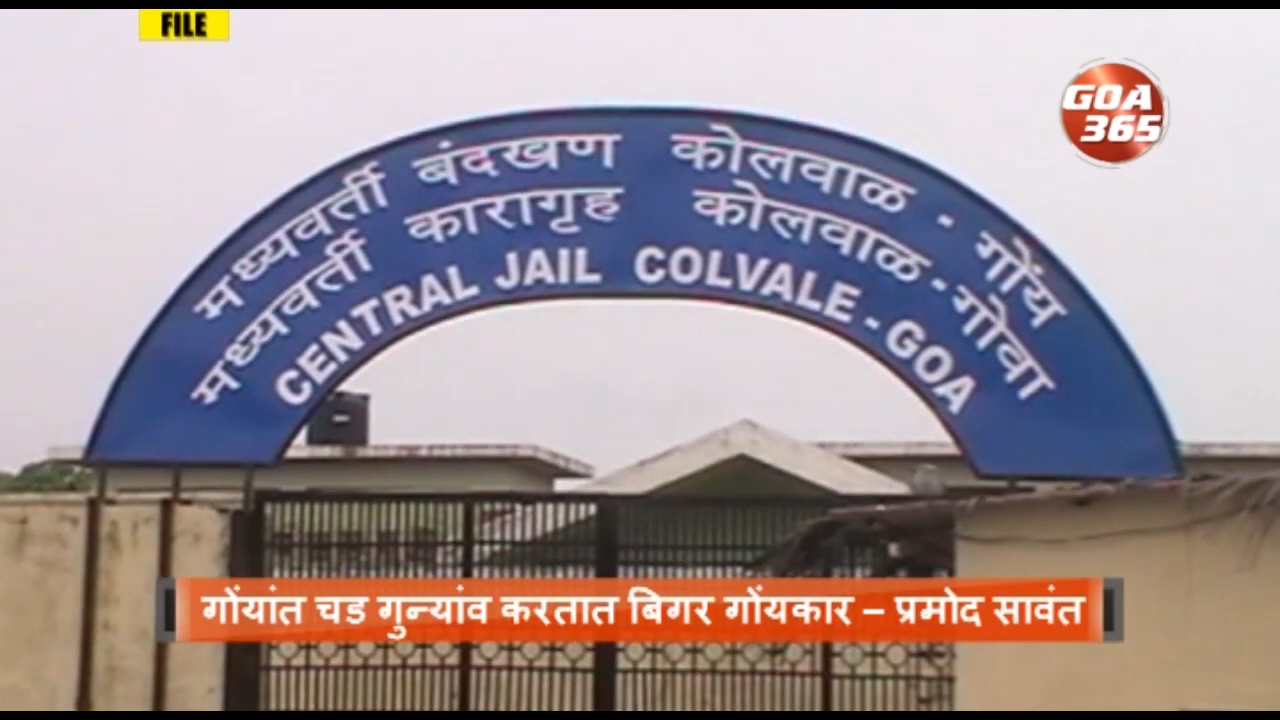 FILE
GOA
365
मध्यवर्ती बंदखण कोलवाळ - गोंय
मध्यवर्ती कारागृह कोलवाळ - गोवा
CENTRAL JAIL COLVALE - GOA
गोंयांत चड गुन्यांव करतात बिगर गोंयकार – प्रमोद सावंत